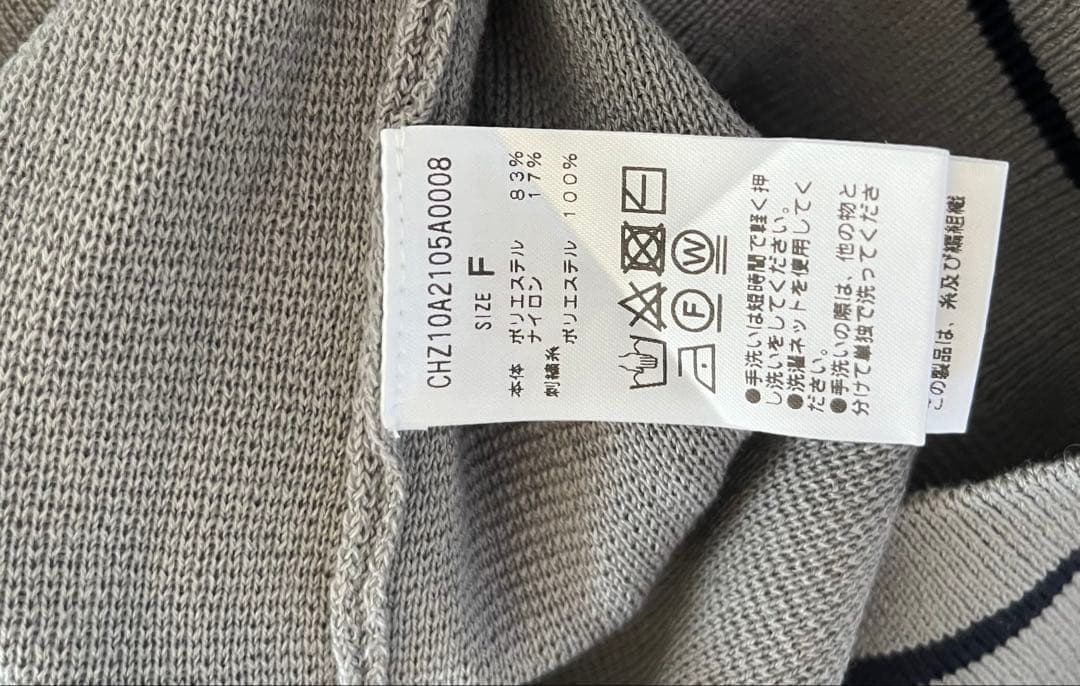 CHZ10A2105A0008
SIZE F
本体 ポリエステル 83%
ナイロン 17%
刺繍糸 ポリエステル 100%
F W
●手洗いは短時間で軽く押
し洗いをしてください。
●洗濯ネットを使用してく
ださい。
●手洗いの際は、他の物と
分けて単独で洗ってくださ
この製品は、糸及び編組織